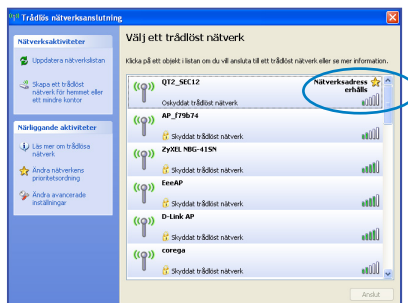 Trådlös nätverksanslutning
Nätverksaktiviteter
Uppdatera nätverkslistan
Skapa ett trådlöst
nätverk för hemmet eller
ett mindre kontor
Närliggande aktiviteter
Läs mer om trådlösa
nätverk
Ändra nätverkens
prioritetsordning
Ändra avancerade
inställningar
Välj ett trådlöst nätverk
Klicka på ett objekt i listan om du vill ansluta till ett trådlöst nätverk eller se mer information.
QT2_SEC12
Nätverksadress
erhålls
Oskyddat trådlöst nätverk
AP_f79b74
Skyddat trådlöst nätverk
ZyXEL NBG-415N
Skyddat trådlöst nätverk
EeeAP
Skyddat trådlöst nätverk
D-Link AP
Skyddat trådlöst nätverk
corega
Skyddat trådlöst nätverk
Anslut